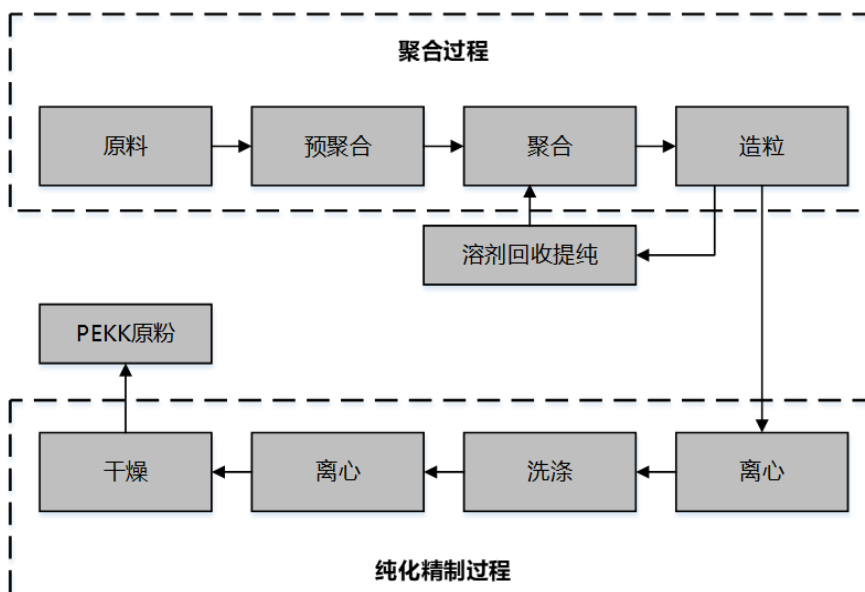 聚合过程
原料
预聚合
聚合
造粒
溶剂回收提纯
PEKK原粉
干燥
离心
洗涤
离心
纯化精制过程